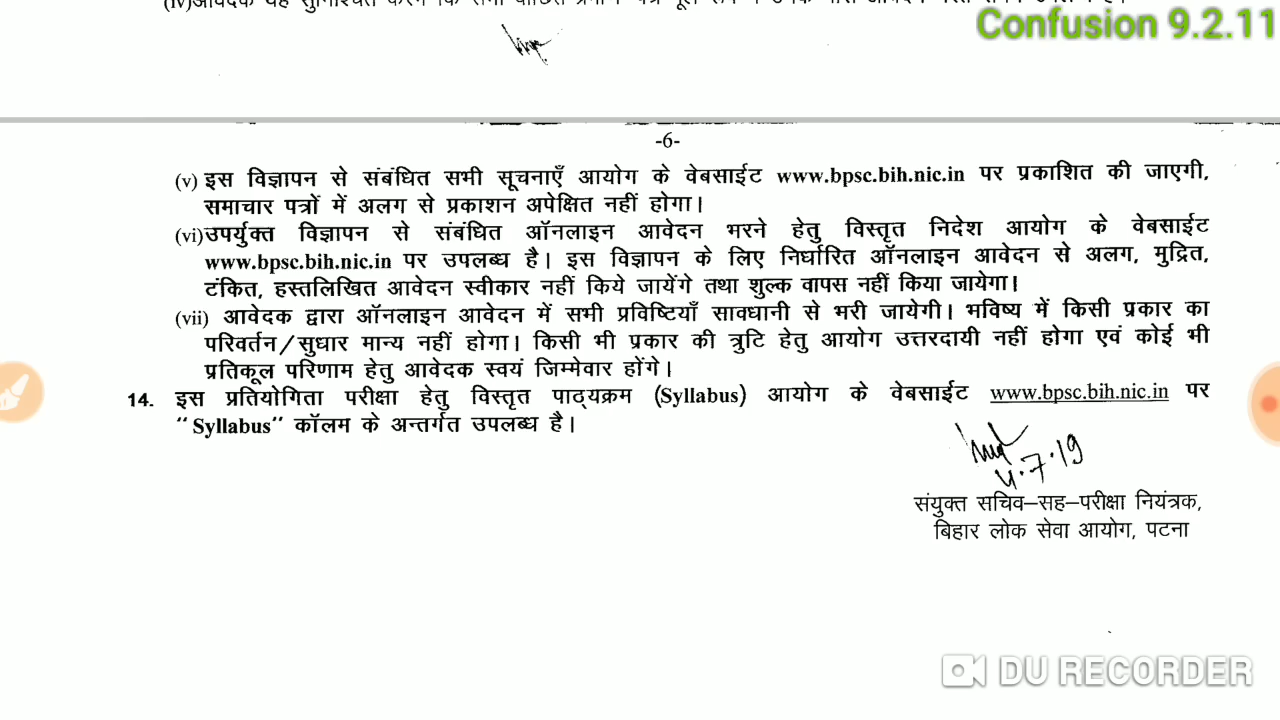 Confusion 9.2.11
-6-
(v) इस विज्ञापन से संबंधित सभी सूचनाएँ आयोग के वेबसाईट www.bpsc.bih.nic.in पर प्रकाशित की जाएगी,
समाचार पत्रों में अलग से प्रकाशन अपेक्षित नहीं होगा।
(vi)उपर्युक्त विज्ञापन से संबंधित ऑनलाइन आवेदन भरने हेतु विस्तृत निदेश आयोग के वेबसाईट
www.bpsc.bih.nic.in पर उपलब्ध है। इस विज्ञापन के लिए निर्धारित ऑनलाइन आवेदन से अलग, मुद्रित,
टंकित, हस्तलिखित आवेदन स्वीकार नहीं किये जायेंगे तथा शुल्क वापस नहीं किया जायेगा।
(vii) आवेदक द्वारा ऑनलाइन आवेदन में सभी प्रविष्टियाँ सावधानी से भरी जायेगी। भविष्य में किसी प्रकार का
परिवर्तन/सुधार मान्य नहीं होगा। किसी भी प्रकार की त्रुटि हेतु आयोग उत्तरदायी नहीं होगा एवं कोई भी
प्रतिकूल परिणाम हेतु आवेदक स्वयं जिम्मेवार होंगे।
14. इस प्रतियोगिता परीक्षा हेतु विस्तृत पाठ्यक्रम (Syllabus) आयोग के वेबसाईट www.bpsc.bih.nic.in पर
"Syllabus" कॉलम के अन्तर्गत उपलब्ध है।
4.7.19
संयुक्त सचिव–सह–परीक्षा नियंत्रक,
बिहार लोक सेवा आयोग, पटना
DU RECORDER